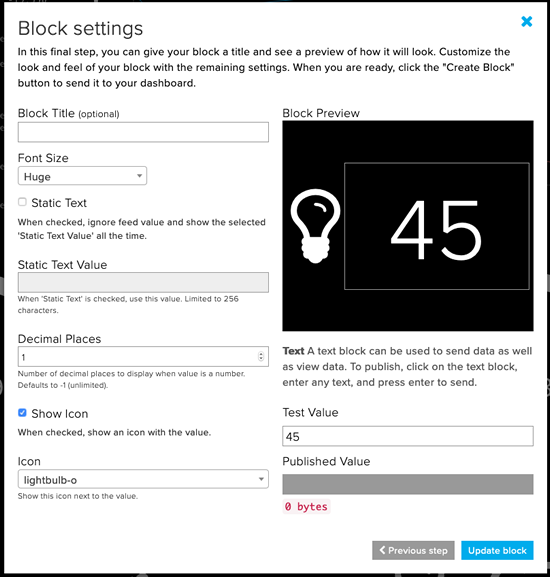 Block settings
In this final step, you can give your block a title and see a preview of how it will look. Customize the
look and feel of your block with the remaining settings. When you are ready, click the "Create Block"
button to send it to your dashboard.
Block Title (optional)
Font Size
Huge
Static Text
When checked, ignore feed value and show the selected
'Static Text Value' all the time.
Static Text Value
When 'Static Text' is checked, use this value. Limited to 256
characters.
Decimal Places
1
Number of decimal places to display when value is a number.
Defaults to -1 (unlimited).
Show Icon
When checked, show an icon with the value.
Icon
lightbulb-o
Show this icon next to the value.
Block Preview
45
Text A text block can be used to send data as well
as view data. To publish, click on the text block,
enter any text, and press enter to send.
Test Value
45
Published Value
0 bytes
Previous step
Update block